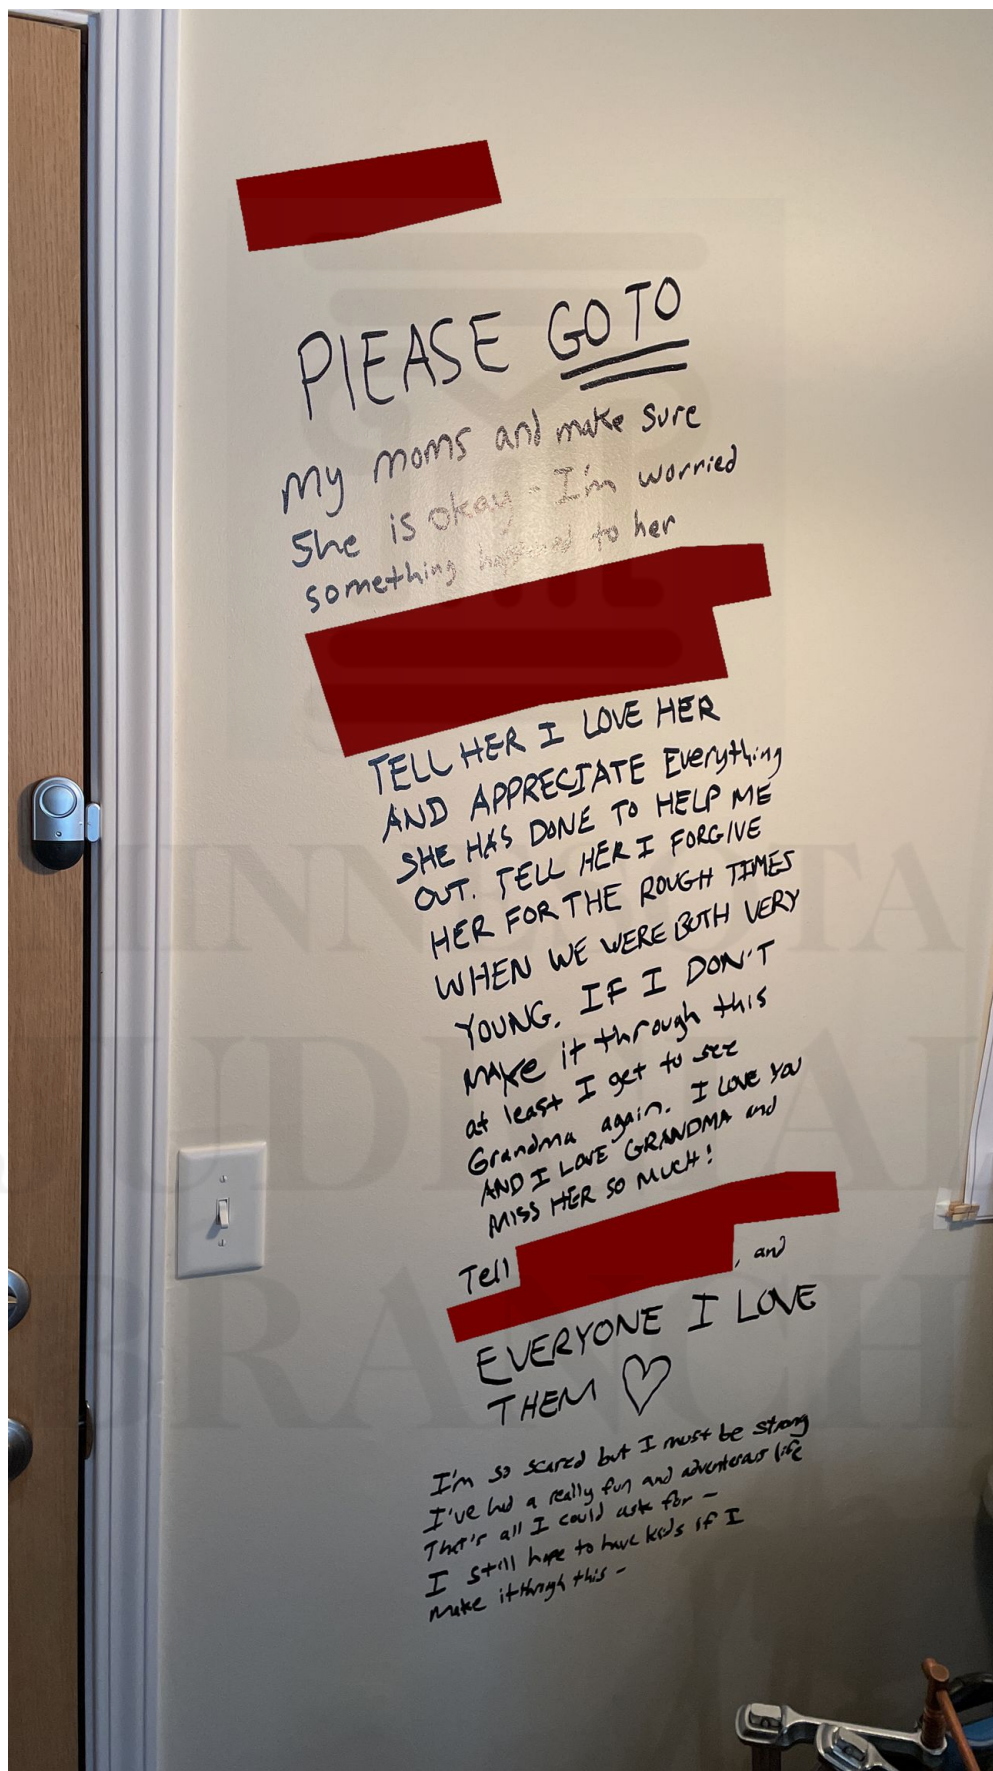 PLEASE GO TO
My moms and make sure
She is okay - I'm worried
something happened to her
TELL HER I LOVE HER
AND APPRECIATE Everything
SHE HAS DONE TO HELP ME
OUT. TELL HER I FORGIVE
HER FOR THE ROUGH TIMES
WHEN WE WERE BOTH VERY
YOUNG. IF I DON'T
MAKe it through this
at least I get to see
Grandma again. I LOVE YOU
AND I LOVE GRANDMA and
MISS HER SO MUCH!
Tell , and
EVERYONE I LOVE
THEM
I'm so scared but I must be strong
I've had a really fun and adventerous life
That's all I could ask for -
I still hope to have kids if I
Make it through this -
MINNESOTA
JUDICIAL
BRANCH